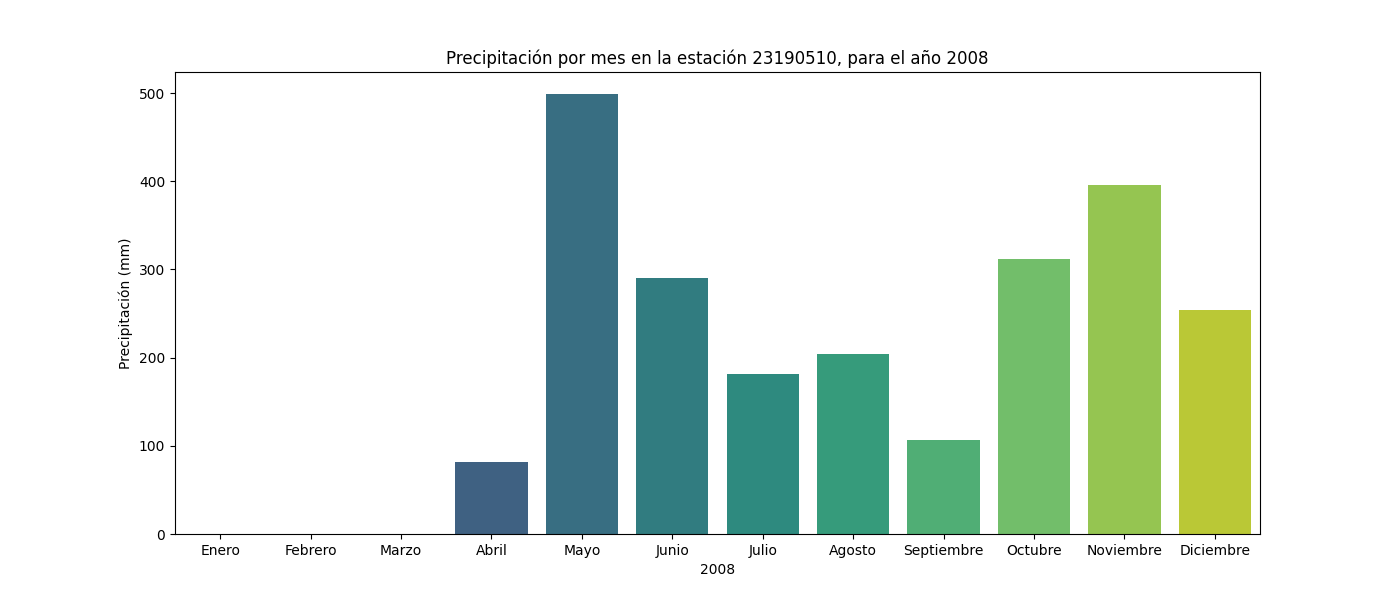 Precipitación por mes en la estación 23190510, para el año 2008
Precipitación (mm)
500
400
300
200
100
0
Enero Febrero Marzo Abril Mayo Junio Julio Agosto Septiembre Octubre Noviembre Diciembre
2008